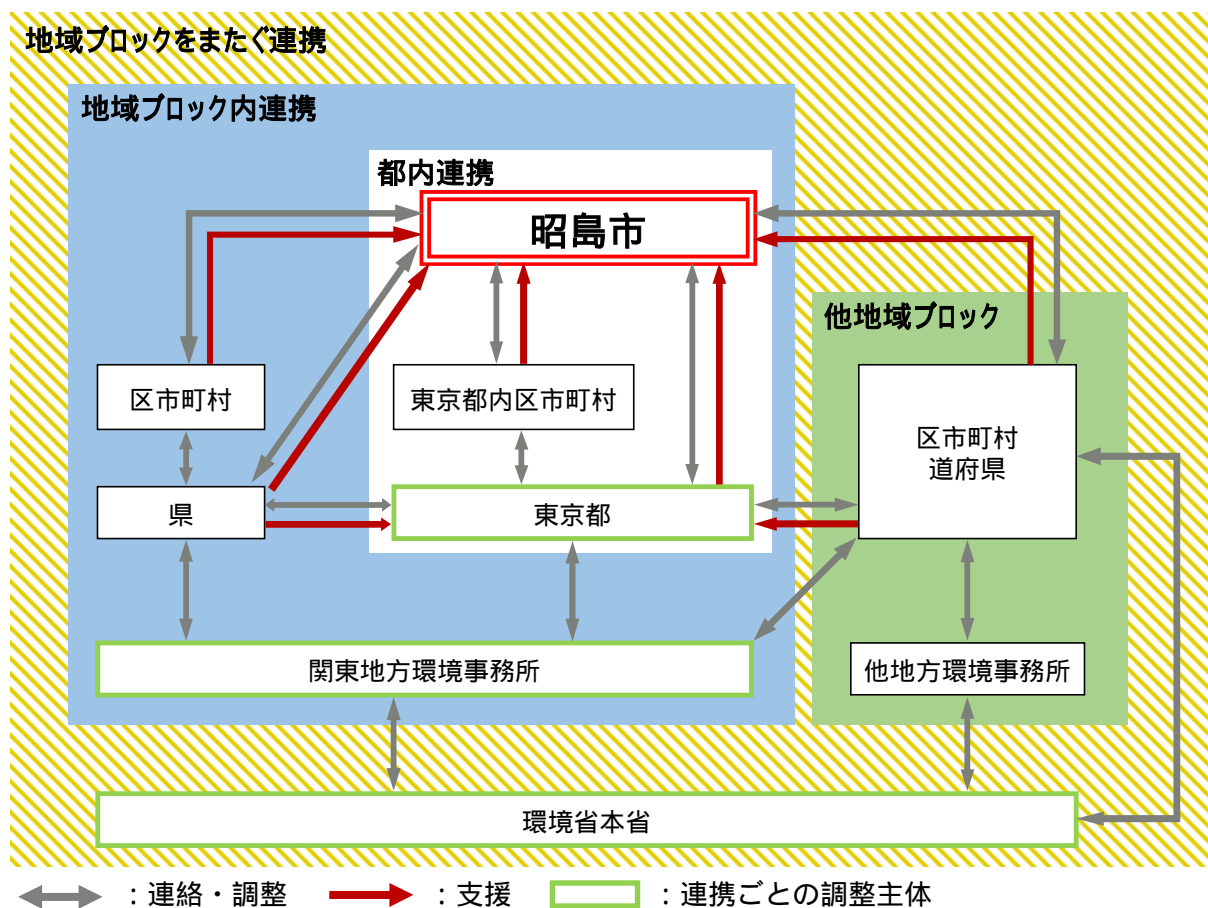 地域ブロックをまたぐ連携
地域ブロック内連携
都内連携
昭島市
他地域ブロック
区市町村
東京都内区市町村
区市町村
道府県
県
東京都
関東地方環境事務所
他地方環境事務所
環境省本省
：連絡・調整
：支援
：連携ごとの調整主体